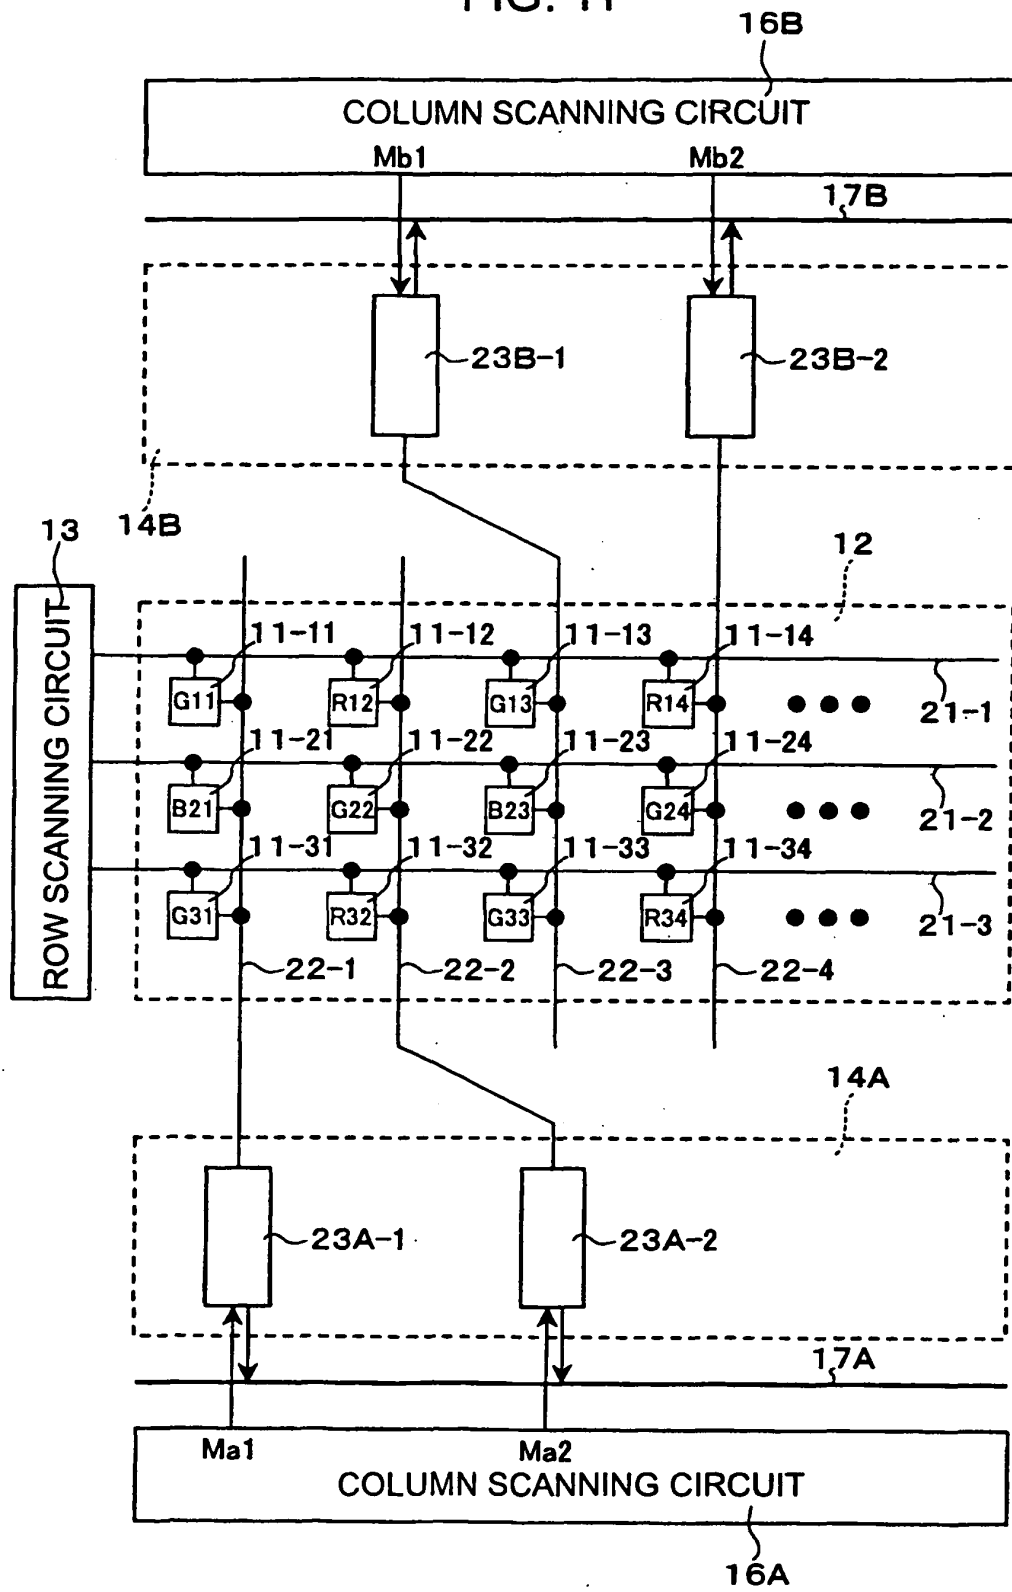 FIG. 11
16B
COLUMN SCANNING CIRCUIT
Mb1 Mb2
17B
23B-1 23B-2
14B
13
12
ROW SCANNING CIRCUIT
11-11 11-12 11-13 11-14
G11 R12 G13 R14
21-1
11-21 11-22 11-23 11-24
B21 G22 B23 G24
21-2
11-31 11-32 11-33 11-34
G31 R32 G33 R34
21-3
22-1 22-2 22-3 22-4
14A
23A-1 23A-2
17A
Ma1 Ma2
COLUMN SCANNING CIRCUIT
16A